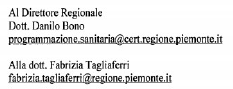 Al Direttore Regionale
Dott. Danilo Bono
programmazione.sanitaria@cert.regione.piemonte.it
Alla dott. Fabrizia Tagliaferri
fabrizia.tagliaferri@regione.piemonte.it